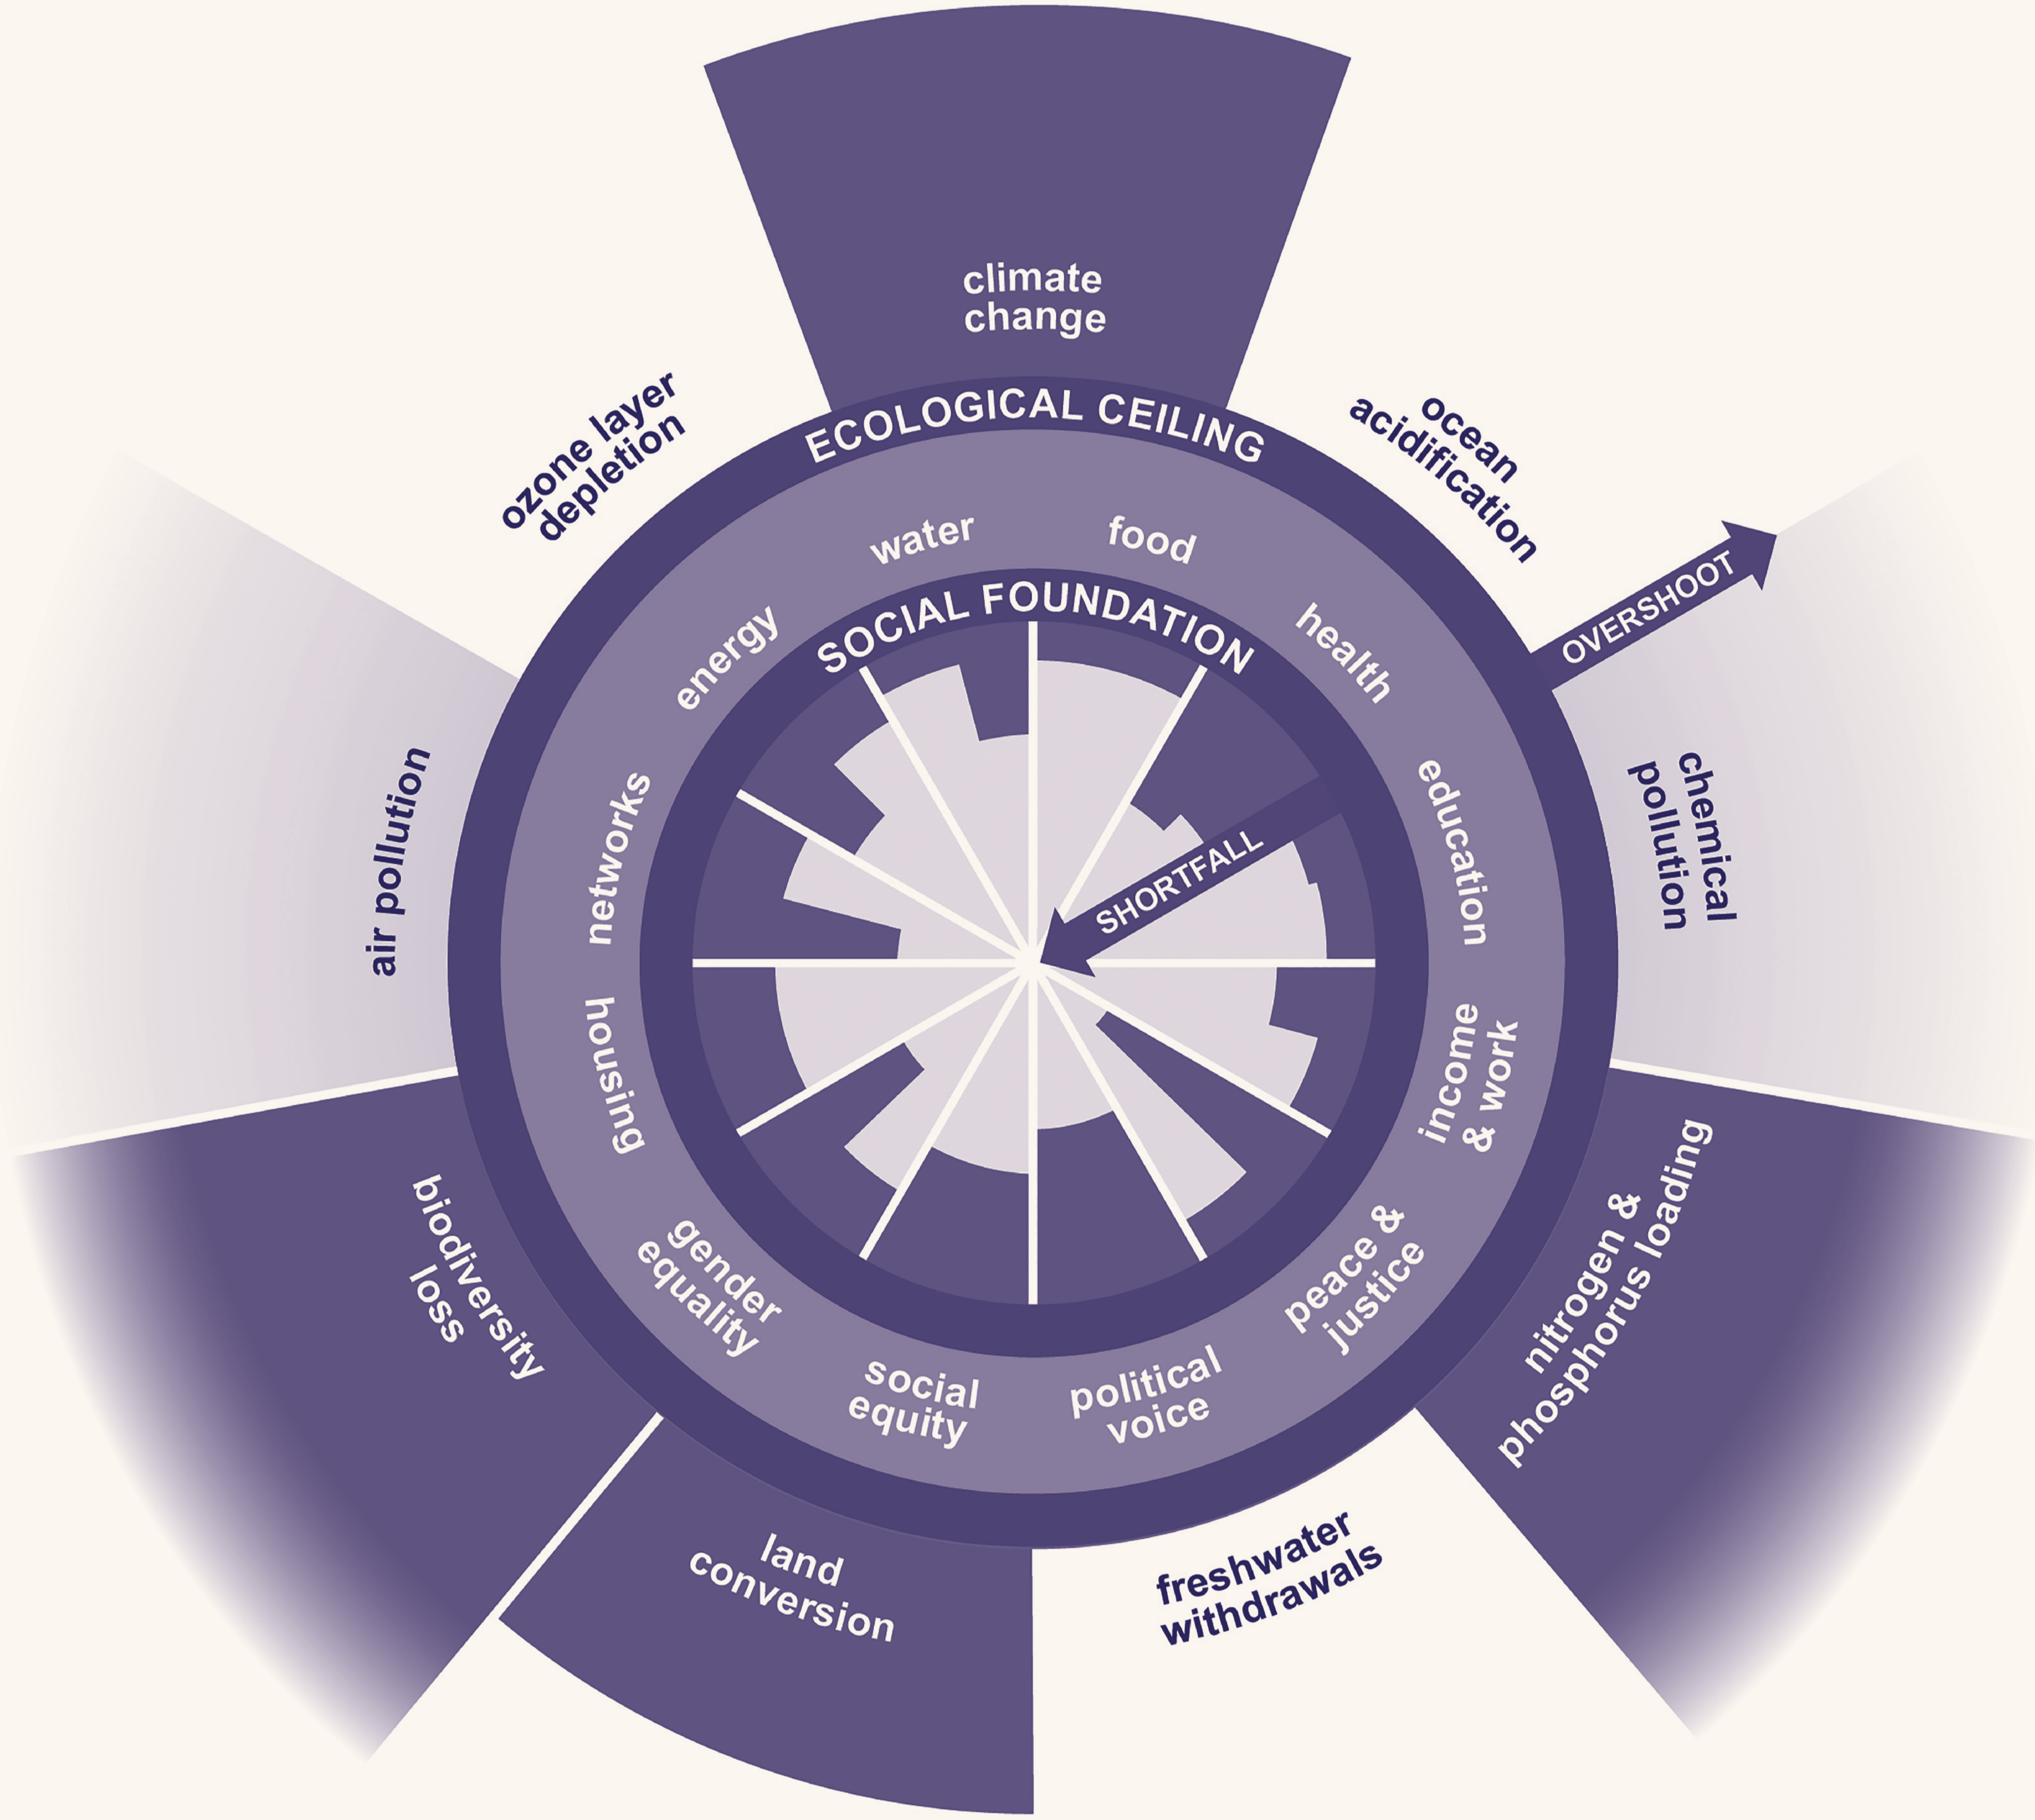 climate
change
ECOLOGICAL CEILING
ozone layer
depletion
ocean
acidification
OVERSHOOT
water
food
SOCIAL FOUNDATION
energy
health
SHORTFALL
networks
education
air pollution
chemical
pollution
housing
income
& work
biodiversity
loss
nitrogen &
phosphorus loading
gender
equality
peace &
justice
social
equity
political
voice
land
conversion
freshwater
withdrawals